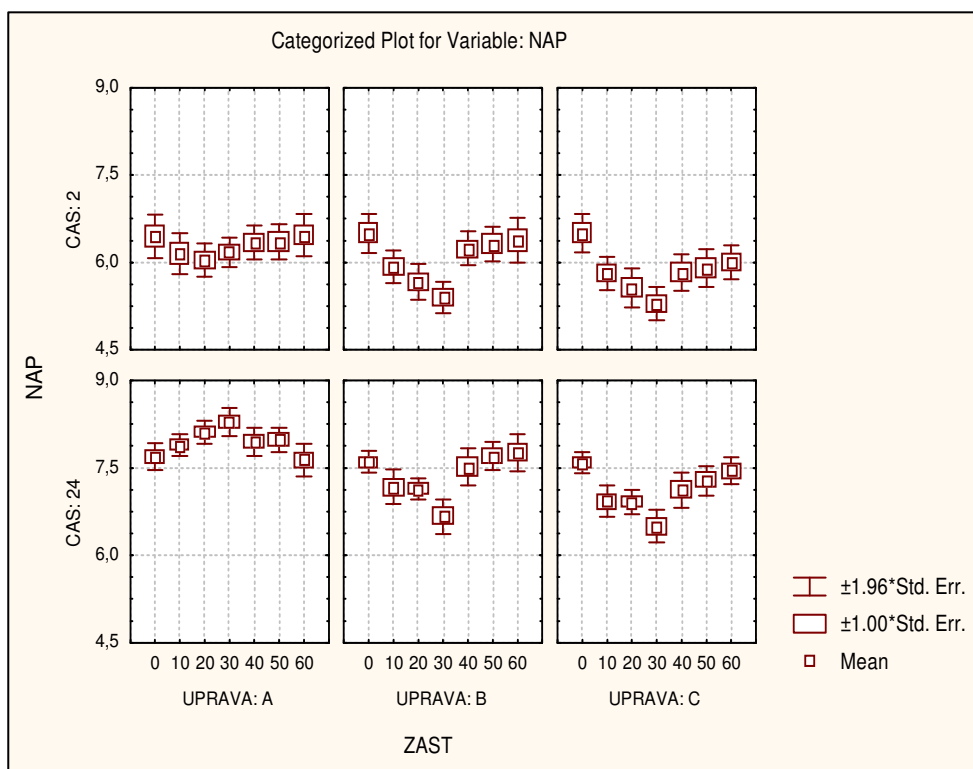 Categorized Plot for Variable: NAP
NAP
CAS: 2
9,0
7,5
6,0
4,5
CAS: 24
9,0
7,5
6,0
4,5
0 10 20 30 40 50 60
UPRAVA: A
0 10 20 30 40 50 60
UPRAVA: B
0 10 20 30 40 50 60
UPRAVA: C
ZAST
±1.96*Std. Err.
±1.00*Std. Err.
Mean